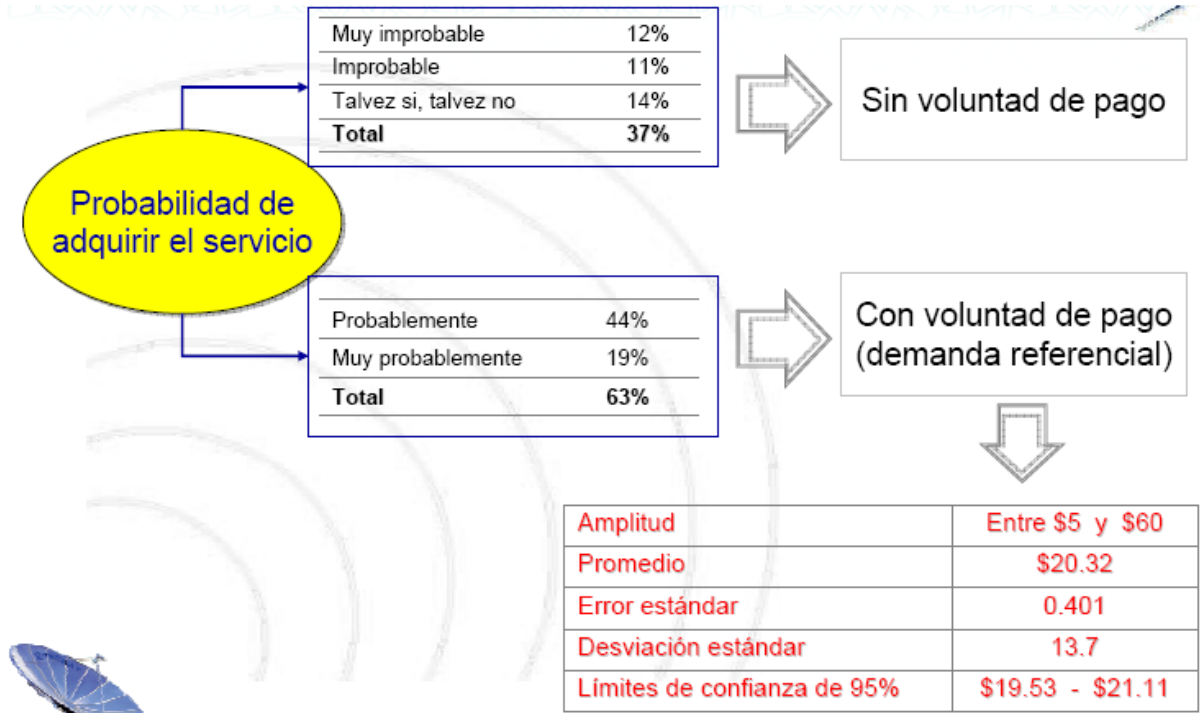 Muy improbable 12%
Improbable 11%
Talvez si, talvez no 14%
Total 37%
Sin voluntad de pago
Probabilidad de
adquirir el servicio
Probablemente 44%
Muy probablemente 19%
Total 63%
Con voluntad de pago
(demanda referencial)
Amplitud Entre $5 y $60
Promedio $20.32
Error estándar 0.401
Desviación estándar 13.7
Límites de confianza de 95% $19.53 - $21.11